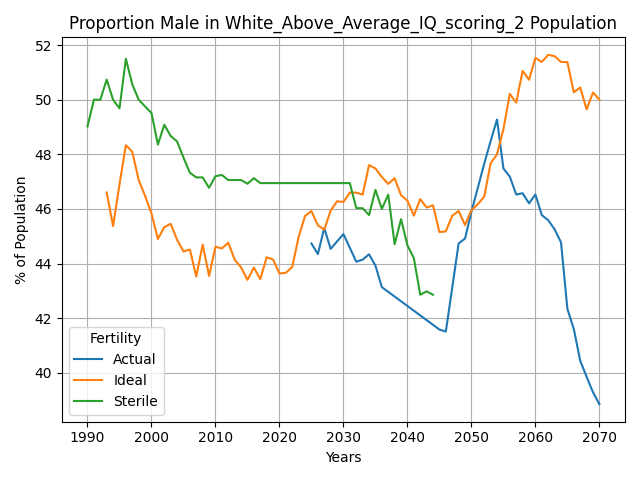 Proportion Male in White_Above_Average_IQ_scoring_2 Population
% of Population
52
50
48
46
44
42
40
Fertility
Actual
Ideal
Sterile
1990 2000 2010 2020 2030 2040 2050 2060 2070
Years